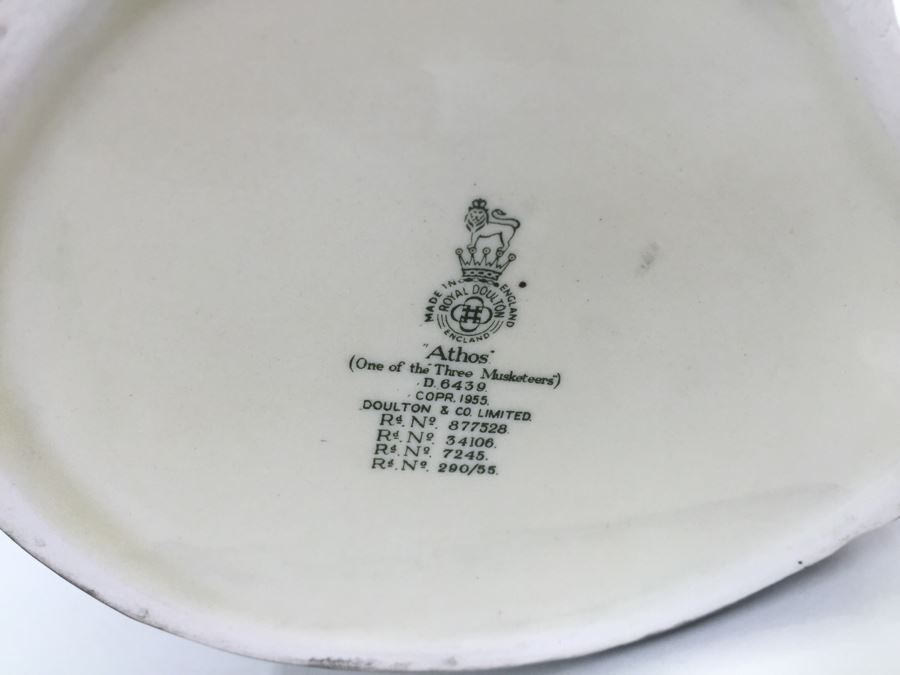 MADE IN ENGLAND
ROYAL DOULTON
ENGLAND
"Athos"
(One of the "Three Musketeers")
D.6439.
COPR.1955.
DOULTON & CO. LIMITED.
Rd. No. 877528.
Rd. No. 34106.
Rd. No. 7245.
Rd. No. 290/55.